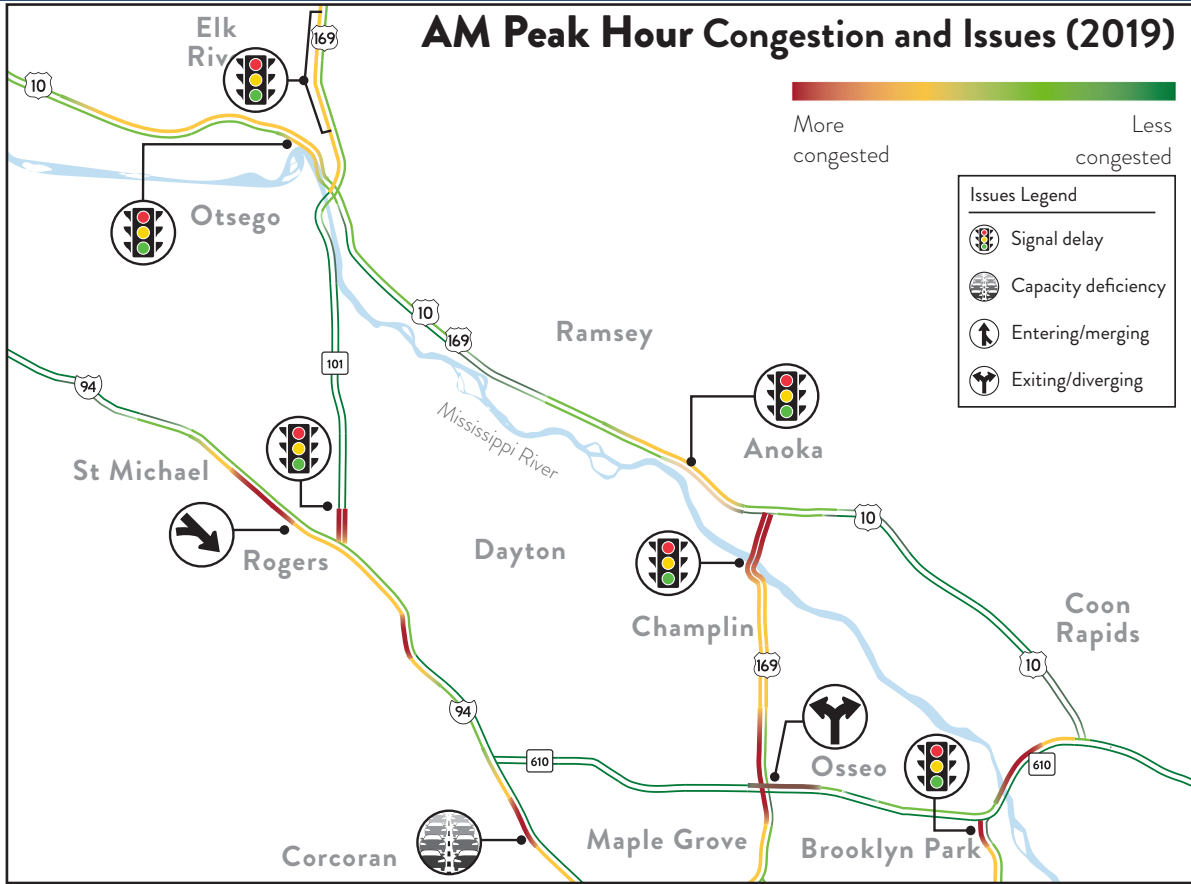 AM Peak Hour Congestion and Issues (2019)
More
congested
Less
congested
Issues Legend
Signal delay
Capacity deficiency
Entering/merging
Exiting/diverging
Elk
Riv
169
10
Otsego
10
169
Ramsey
101
94
Mississippi River
Anoka
St Michael
10
Rogers
Dayton
Champlin
Coon
Rapids
169
10
94
610
Osseo
610
Maple Grove
Brooklyn Park
Corcoran